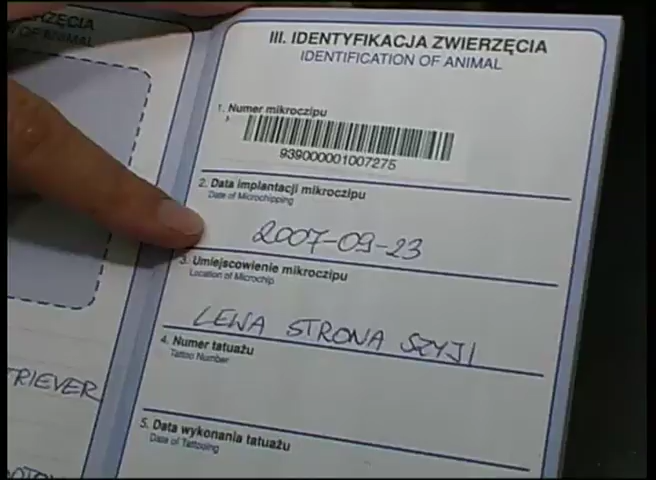 III. IDENTYFIKACJA ZWIERZĘCIA
IDENTIFICATION OF ANIMAL
1. Numer mikroczipu
939000001007275
2. Data implantacji mikroczipu
Date of Microchipping
2007-09-23
3. Umiejscowienie mikroczipu
Location of Microchip
LEWA STRONA SZYJI
4. Numer tatuażu
Tattoo Number
5. Data wykonania tatuażu
Date of Tattooing
OF ANIMAL
TRIEVER